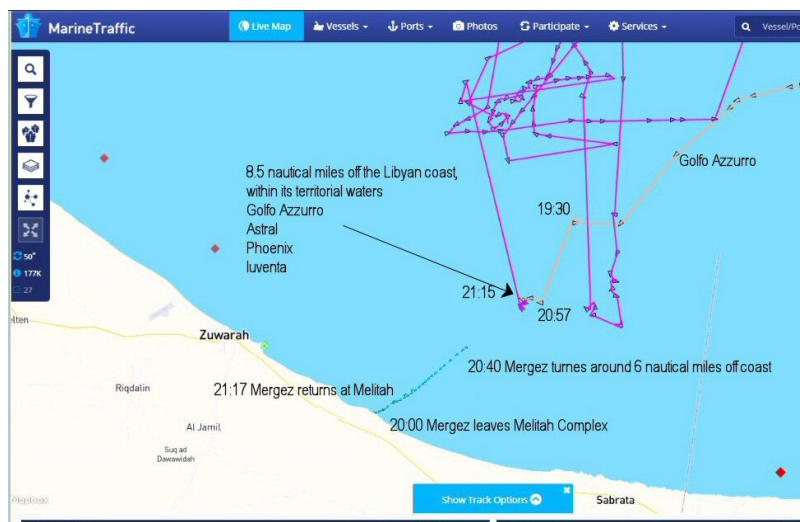 MarineTraffic
Live Map
Vessels
Ports
Photos
Participate
Services
Vessel/Po
8.5 nautical miles off the Libyan coast,
within its territorial waters
Golfo Azzurro
Astral
Phoenix
Iuventa
Golfo Azzurro
19:30
21:15
20:57
50°
177K
27
elten
Zuwarah
20:40 Mergez turnes around 6 nautical miles off coast
Riqdalin
21:17 Mergez returns at Melitah
Al Jamil
20:00 Mergez leaves Melitah Complex
Suq ad
Dawawidah
Mapbox
Show Track Options
Sabrata